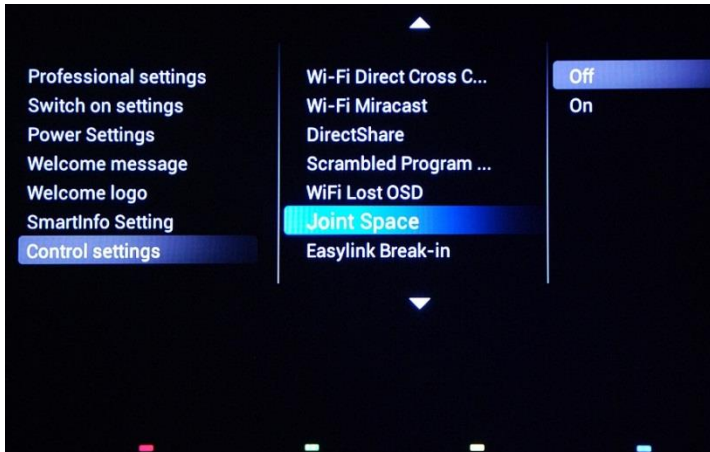 Professional settings
Switch on settings
Power Settings
Welcome message
Welcome logo
SmartInfo Setting
Control settings
Wi-Fi Direct Cross C...
Wi-Fi Miracast
DirectShare
Scrambled Program ...
WiFi Lost OSD
Joint Space
Easylink Break-in
Off
On